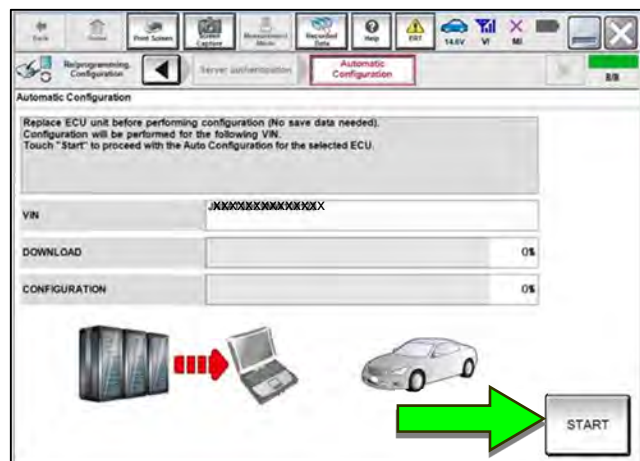 Back
Home
Print Screen
Screen Capture
Measurement Mode
Recorded Data
Help
ERT
14.6V
VI
MI
Reprogramming, Configuration
Server authentication
Automatic Configuration
8/8
Automatic Configuration
Replace ECU unit before performing configuration (No save data needed).
Configuration will be performed for the following VIN.
Touch "Start" to proceed with the Auto Configuration for the selected ECU.
VIN
DOWNLOAD
0%
CONFIGURATION
0%
START